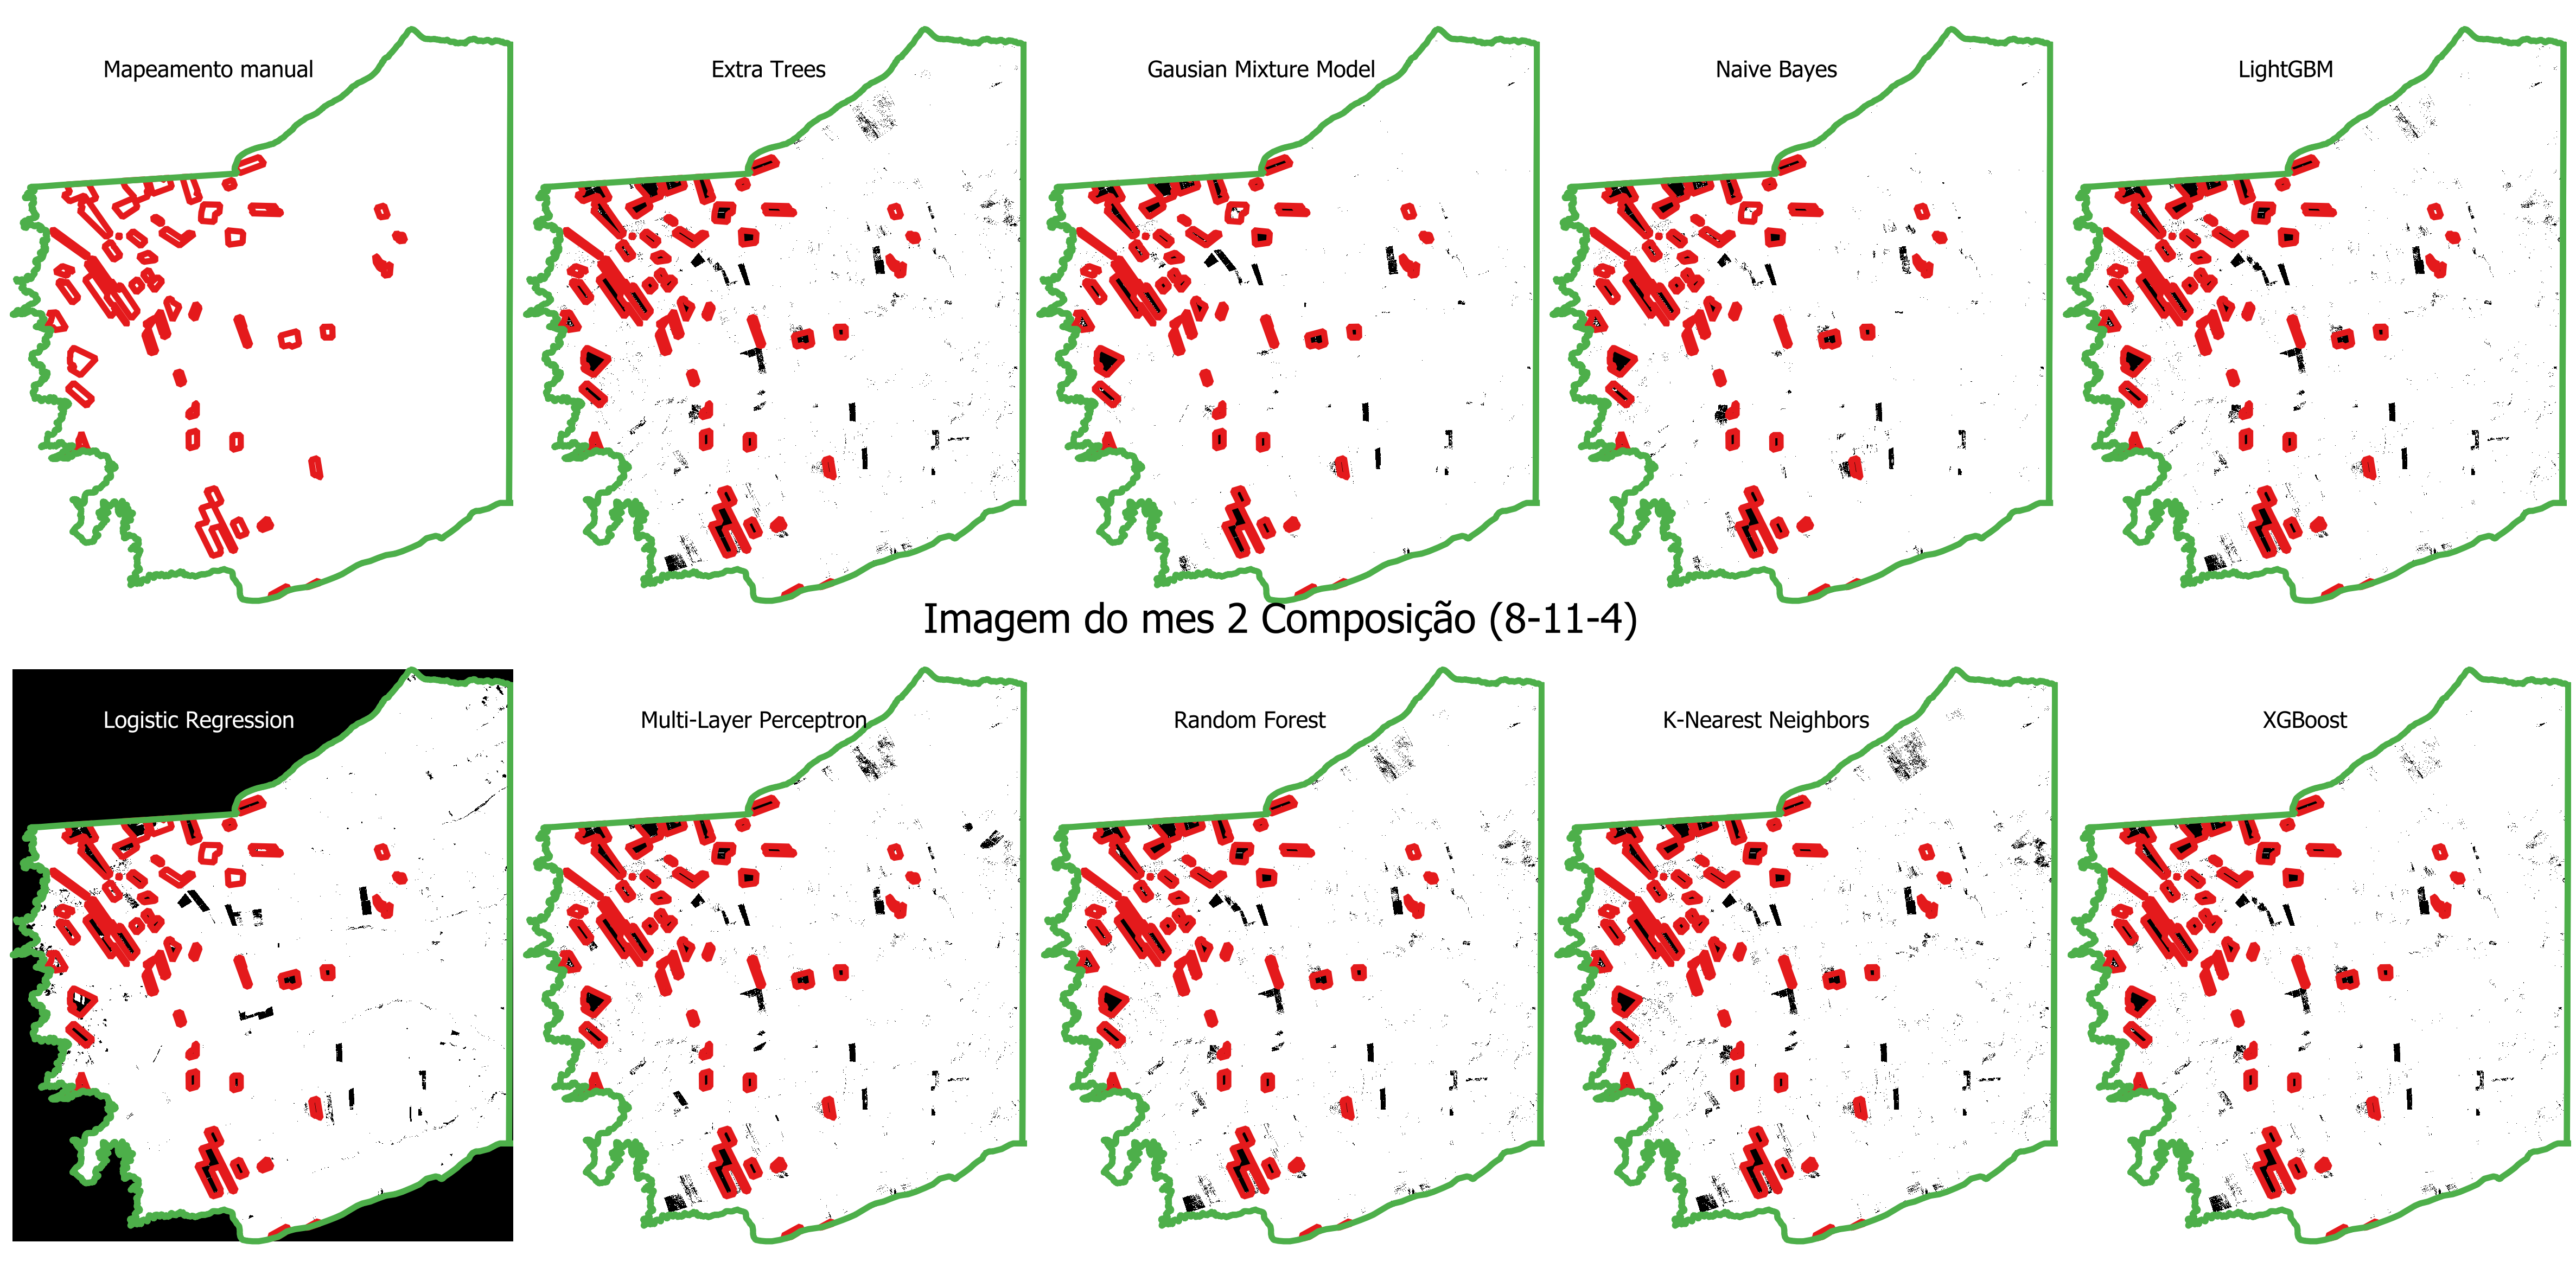 Mapeamento manual
Extra Trees
Gausian Mixture Model
Naive Bayes
LightGBM
Imagem do mes 2 Composição (8-11-4)
Logistic Regression
Multi-Layer Perceptron
Random Forest
K-Nearest Neighbors
XGBoost